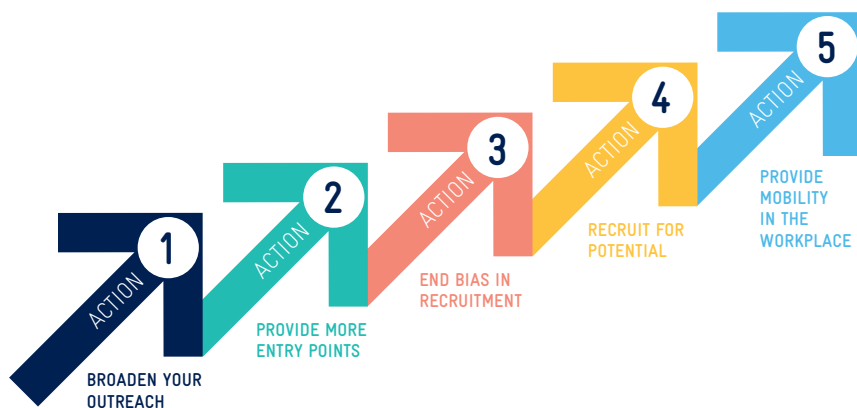 ACTION
1
BROADEN YOUR
OUTREACH
ACTION
2
PROVIDE MORE
ENTRY POINTS
ACTION
3
END BIAS IN
RECRUITMENT
ACTION
4
RECRUIT FOR
POTENTIAL
ACTION
5
PROVIDE
MOBILITY
IN THE
WORKPLACE